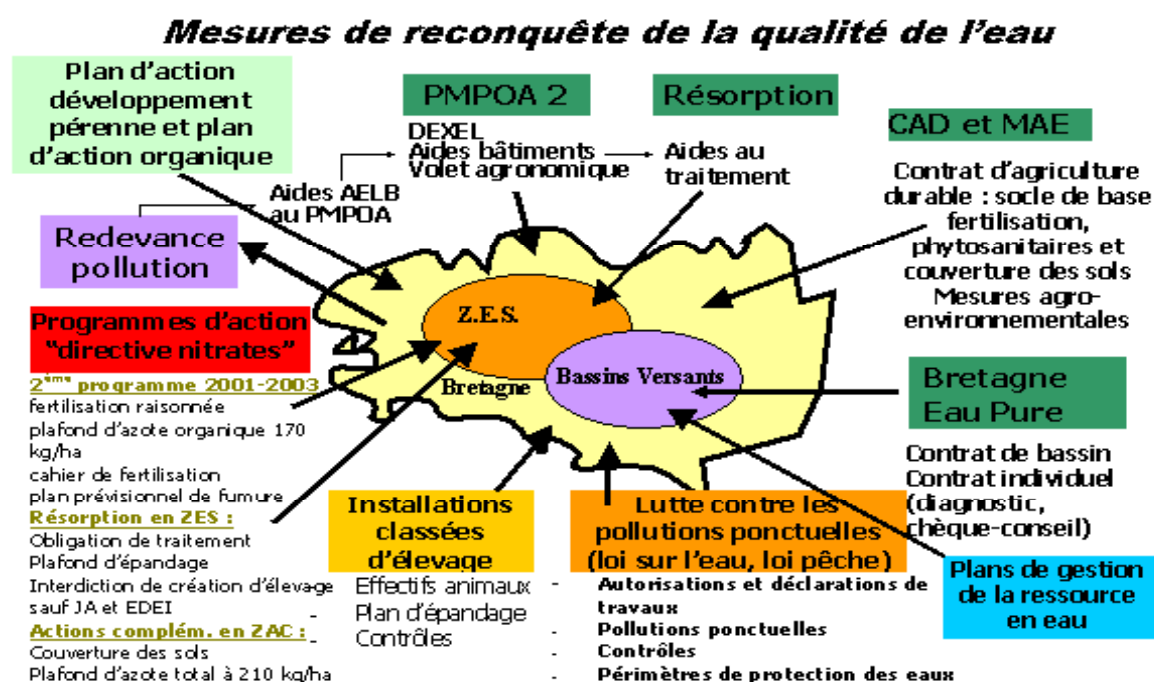 Mesures de reconquête de la qualité de l'eau
Plan d'action
développement
pérenne et plan
d'action organique
PMPOA 2
DEXEL
Aides bâtiments
Volet agronomique
Résorption
Aides au
traitement
CAD et MAE
Contrat d'agriculture
durable : socle de base
fertilisation,
phytosanitaires et
couverture des sols
Mesures agro-
environnementales
Aides AELB
au PMPOA
Redevance
pollution
Programmes d'action
"directive nitrates"
2ème programme 2001-2003
fertilisation raisonnée
plafond d'azote organique 170
kg/ha
cahier de fertilisation
plan prévisionnel de fumure
Résorption en ZES :
Obligation de traitement
Plafond d'épandage
Interdiction de création d'élevage
sauf JA et EDEI
Actions complém. en ZAC :
Couverture des sols
Plafond d'azote total à 210 kg/ha
Z.E.S.
Bretagne
Bassins Versants
Bretagne
Eau Pure
Contrat de bassin
Contrat individuel
(diagnostic,
chèque-conseil)
Installations
classées
d'élevage
- Effectifs animaux
- Plan d'épandage
- Contrôles
Lutte contre les
pollutions ponctuelles
(loi sur l'eau, loi pêche)
- Autorisations et déclarations de
travaux
- Pollutions ponctuelles
- Contrôles
- Périmètres de protection des eaux
Plans de gestion
de la ressource
en eau